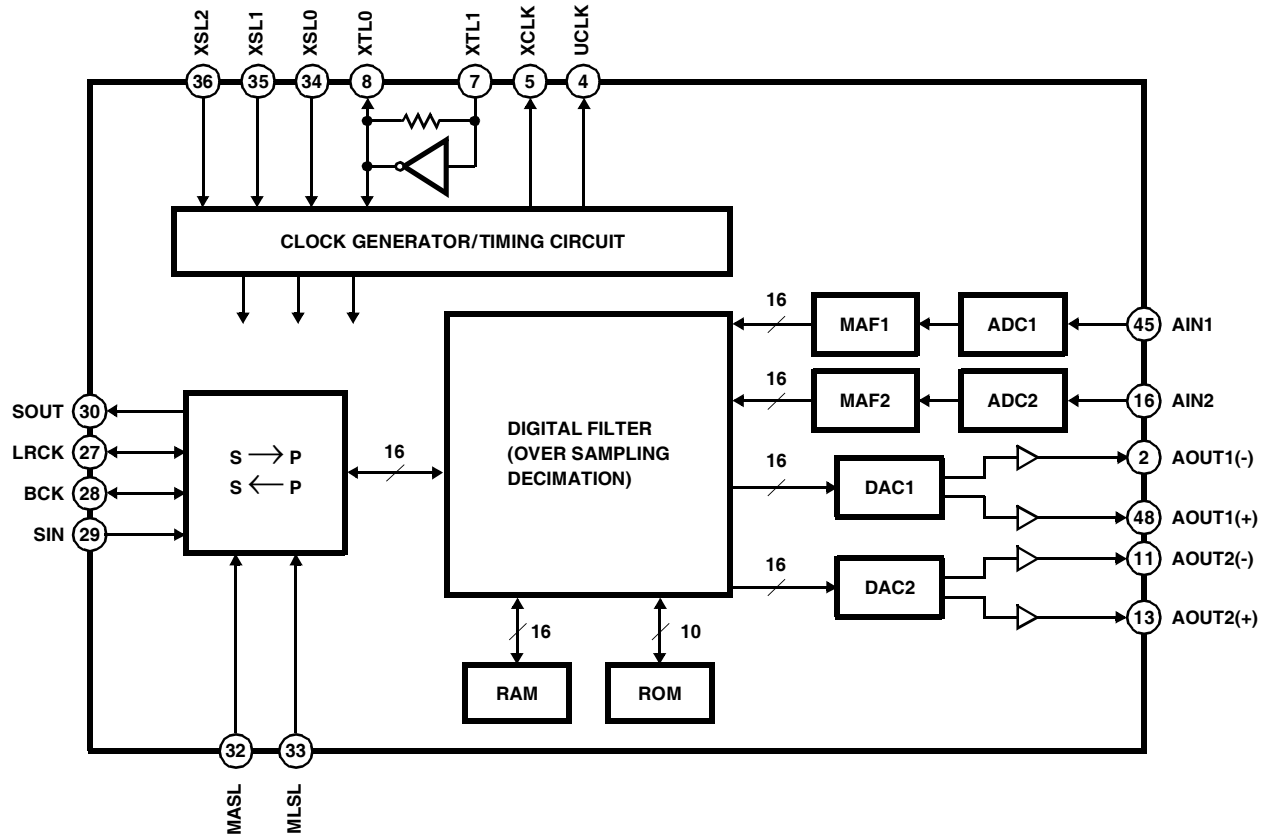 XSL2
XSL1
XSL0
XTL0
XTL1
XCLK
UCLK
36
35
34
8
7
5
4
CLOCK GENERATOR/TIMING CIRCUIT
16
MAF1
ADC1
45
AIN1
16
MAF2
ADC2
16
AIN2
SOUT
30
LRCK
27
BCK
28
SIN
29
S → P
S ← P
16
DIGITAL FILTER
(OVER SAMPLING
DECIMATION)
16
DAC1
2
AOUT1(-)
48
AOUT1(+)
16
DAC2
11
AOUT2(-)
13
AOUT2(+)
16
10
RAM
ROM
32
33
MASL
MLSL